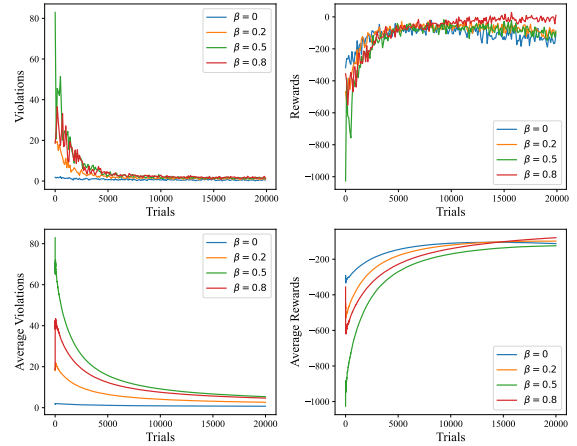 80
60
40
20
0
Violations
0
5000
10000
15000
20000
Trials
β = 0
β = 0.2
β = 0.5
β = 0.8
0
−200
−400
−600
−800
−1000
Rewards
0
5000
10000
15000
20000
Trials
β = 0
β = 0.2
β = 0.5
β = 0.8
80
60
40
20
0
Average Violations
0
5000
10000
15000
20000
Trials
β = 0
β = 0.2
β = 0.5
β = 0.8
−200
−400
−600
−800
−1000
Average Rewards
0
5000
10000
15000
20000
Trials
β = 0
β = 0.2
β = 0.5
β = 0.8